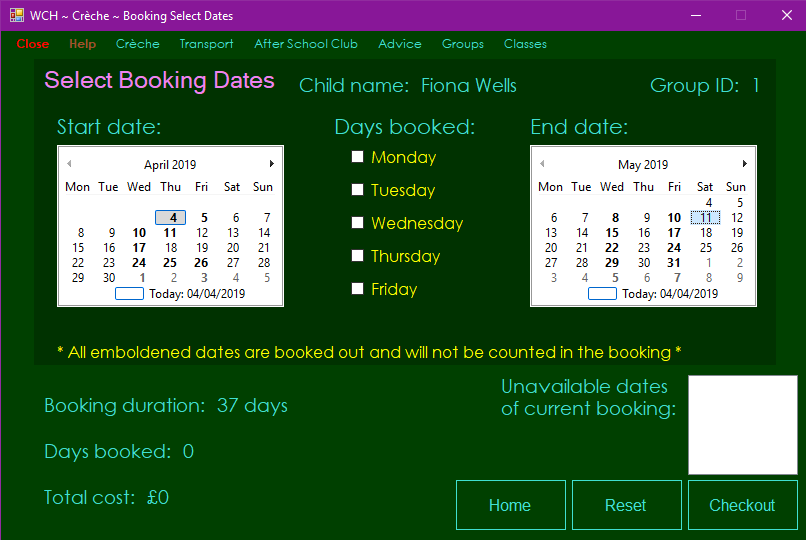 WCH ~ Crèche ~ Booking Select Dates
Close Help Crèche Transport After School Club Advice Groups Classes
Select Booking Dates Child name: Fiona Wells Group ID: 1
Start date: Days booked: End date:
April 2019
Mon Tue Wed Thu Fri Sat Sun
4 5 6 7
8 9 10 11 12 13 14
15 16 17 18 19 20 21
22 23 24 25 26 27 28
29 30 1 2 3 4 5
Today: 04/04/2019
Monday
Tuesday
Wednesday
Thursday
Friday
May 2019
Mon Tue Wed Thu Fri Sat Sun
4 5
6 7 8 9 10 11 12
13 14 15 16 17 18 19
20 21 22 23 24 25 26
27 28 29 30 31 1 2
3 4 5 6 7 8 9
Today: 04/04/2019
* All emboldened dates are booked out and will not be counted in the booking *
Booking duration: 37 days
Days booked: 0
Total cost: £0
Unavailable dates
of current booking:
Home Reset Checkout